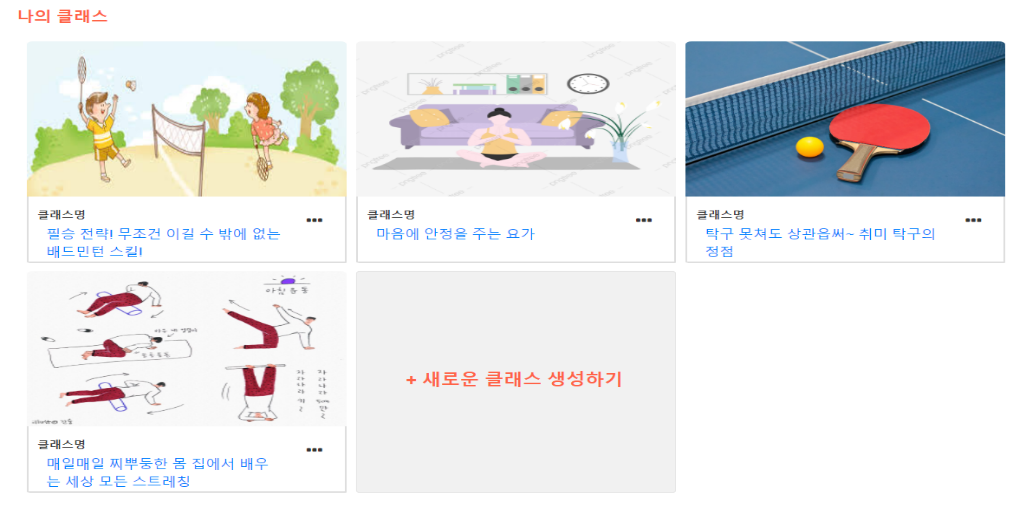 나의 클래스
클래스명
필승 전략! 무조건 이길 수 밖에 없는
배드민턴 스킬!
클래스명
마음에 안정을 주는 요가
클래스명
탁구 못쳐도 상관읍써~ 취미 탁구의
정점
아침 운동
클래스명
매일매일 찌뿌둥한 몸 집에서 배우
는 세상 모든 스트레칭
+ 새로운 클래스 생성하기